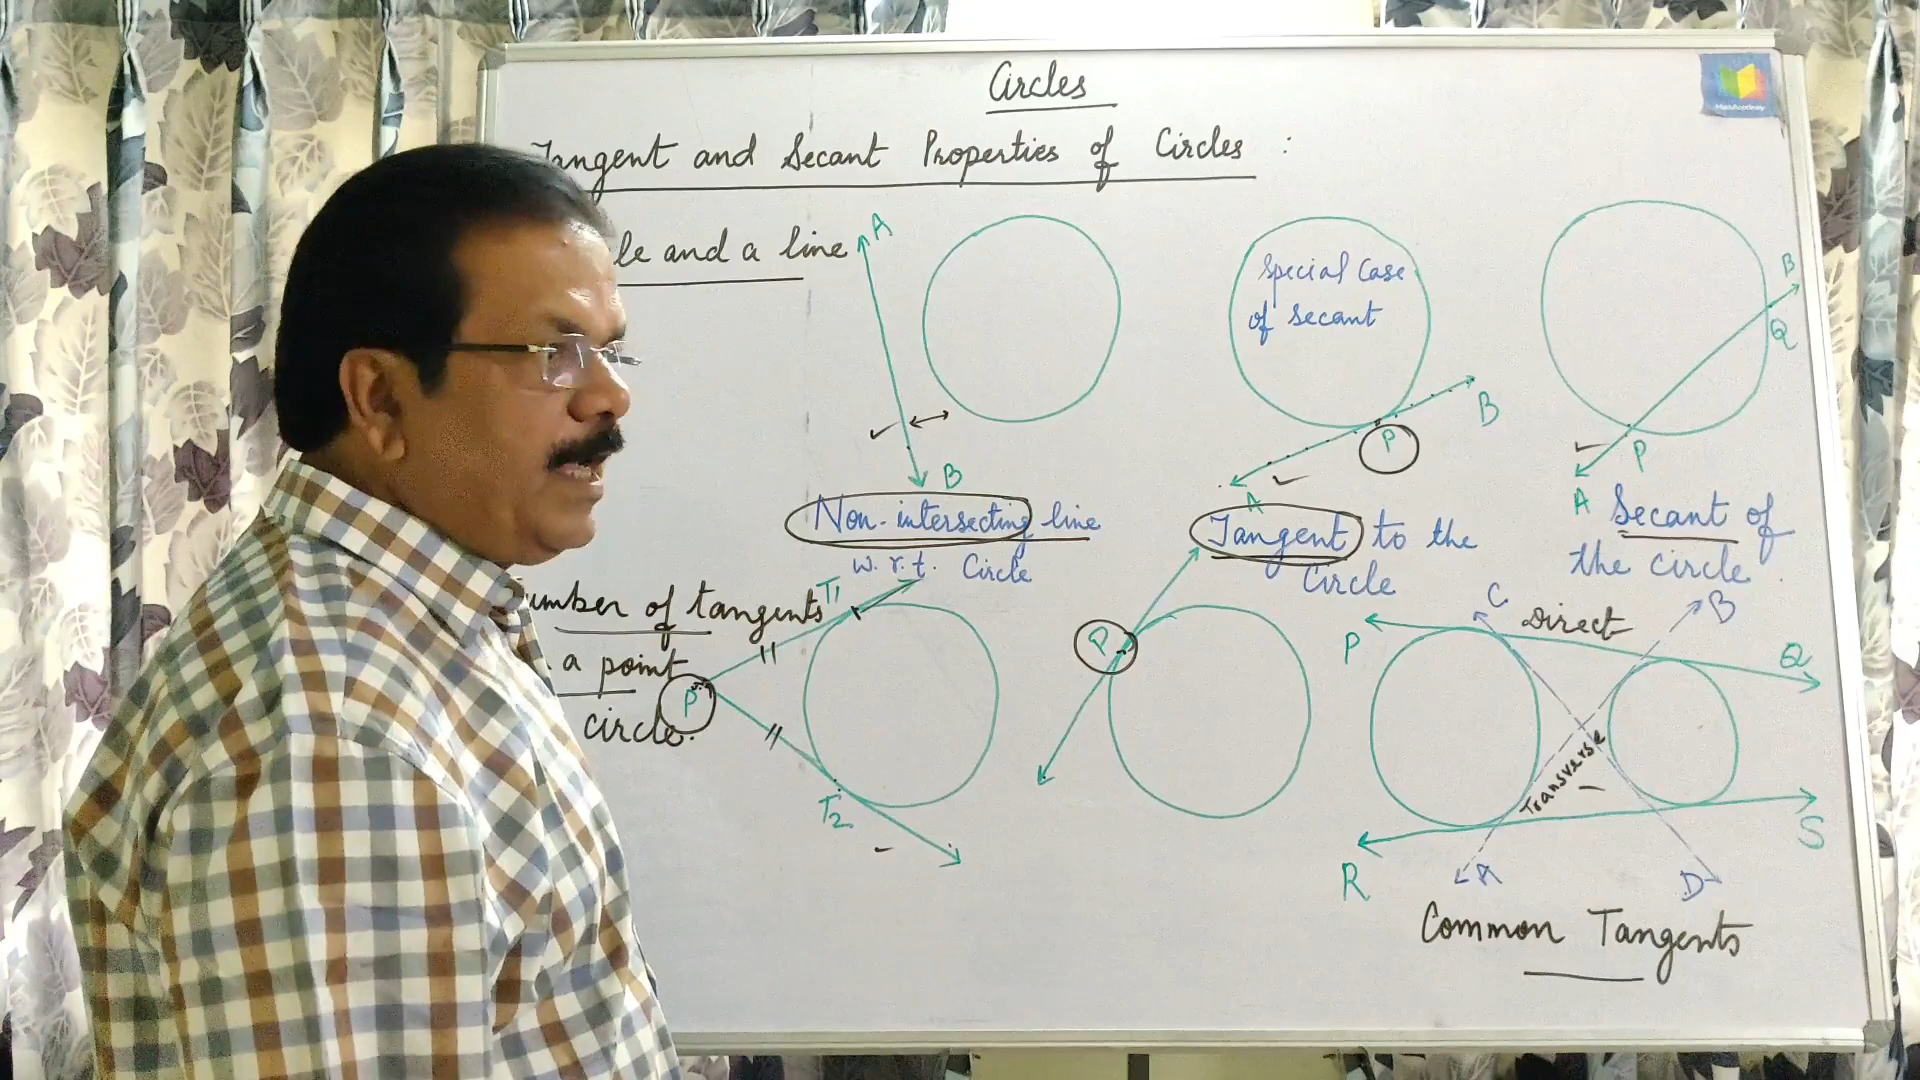 Circles
Tangent and Secant Properties of Circles :
le and a line
A
B
Special Case
of secant
P
A
B
B
Q
P
A
Non-intersecting line
w.r.t. Circle
Tangent to the
Circle
Secant of
the circle.
umber of tangents
a point
circle.
T1
P
T2
P
C
Direct
B
P
Q
Transverse
R
S
A
D
Common Tangents